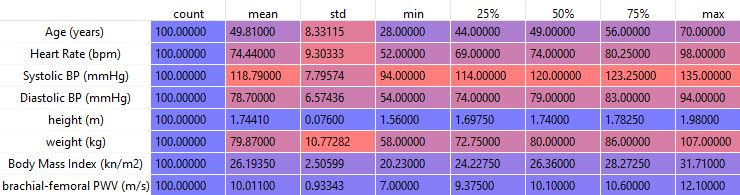 count mean std min 25% 50% 75% max
Age (years) 100.00000 49.81000 8.33115 28.00000 44.00000 49.00000 56.00000 70.00000
Heart Rate (bpm) 100.00000 74.44000 9.30333 52.00000 69.00000 74.00000 80.25000 98.00000
Systolic BP (mmHg) 100.00000 118.79000 7.79574 94.00000 114.00000 120.00000 123.25000 135.00000
Diastolic BP (mmHg) 100.00000 78.70000 6.57436 54.00000 74.00000 79.00000 83.00000 94.00000
height (m) 100.00000 1.74410 0.07600 1.56000 1.69750 1.74000 1.78250 1.98000
weight (kg) 100.00000 79.87000 10.77282 58.00000 72.75000 80.00000 86.00000 107.00000
Body Mass Index (kn/m2) 100.00000 26.19350 2.50599 20.23000 24.22750 26.36000 28.27250 31.71000
brachial-femoral PWV (m/s) 100.00000 10.01100 0.93343 7.00000 9.37500 10.10000 10.60000 12.10000